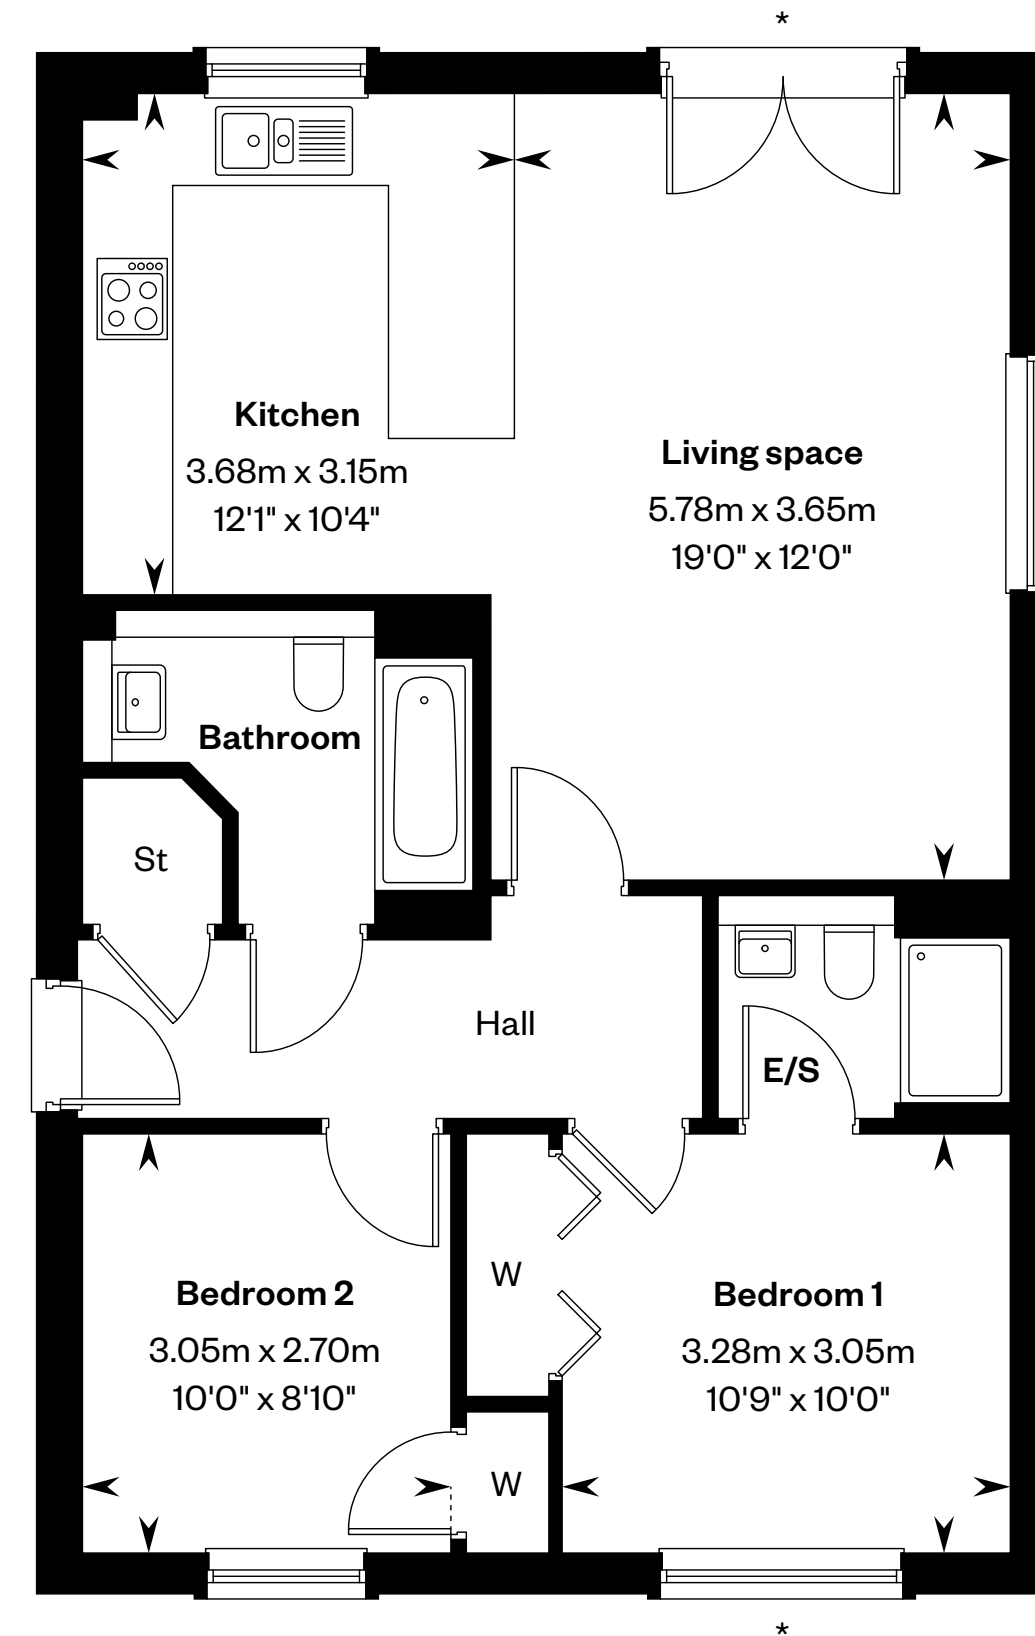 *
Kitchen
3.68m x 3.15m
12'1" x 10'4"
Living space
5.78m x 3.65m
19'0" x 12'0"
Bathroom
St
Hall
E/S
Bedroom 2
3.05m x 2.70m
10'0" x 8'10"
W
Bedroom 1
3.28m x 3.05m
10'9" x 10'0"
W
*